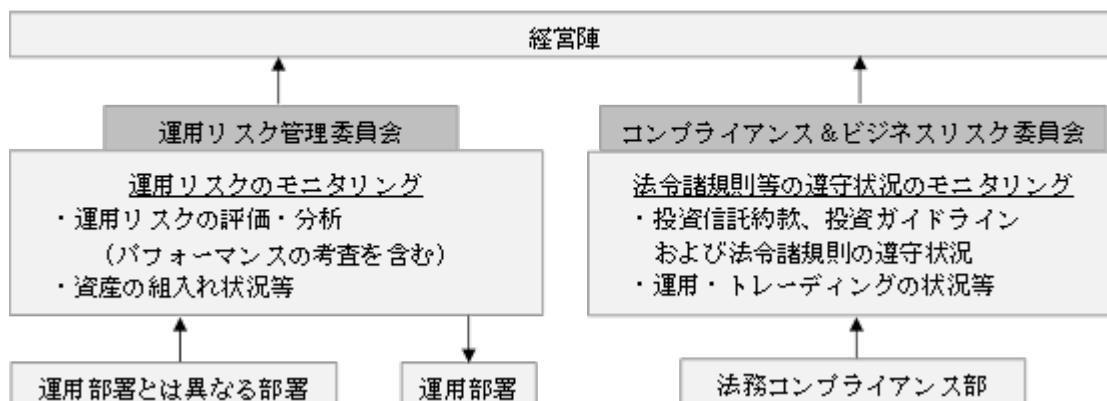 経営陣
運用リスク管理委員会
運用リスクのモニタリング
・運用リスクの評価・分析
（パフォーマンスの考査を含む）
・資産の組入れ状況等
運用部署とは異なる部署
運用部署
コンプライアンス＆ビジネスリスク委員会
法令諸規則等の遵守状況のモニタリング
・投資信託約款、投資ガイドライン
および法令諸規則の遵守状況
・運用・トレーディングの状況等
法務コンプライアンス部